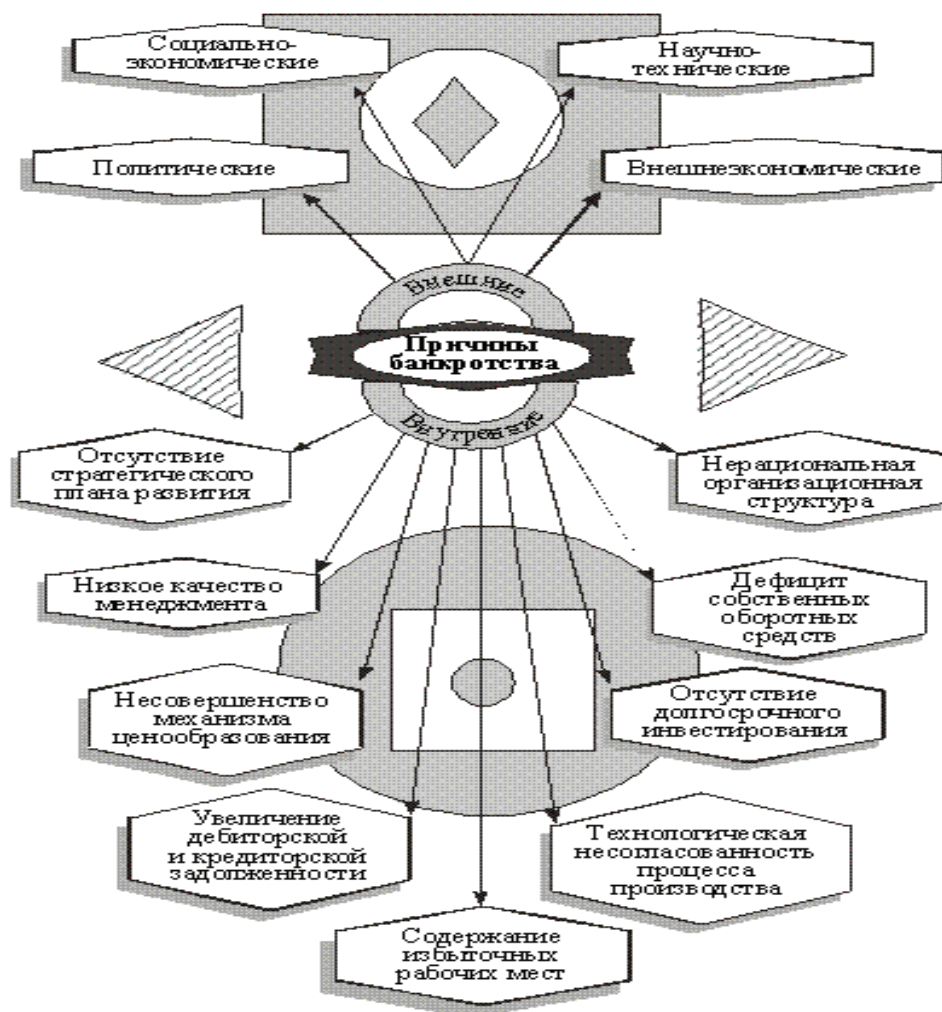 Социально-
экономические
Научно-
технические
Политические
Внешнеэкономические
Внешние
Причины
банкротства
Внутренние
Отсутствие
стратегического
плана развития
Нерациональная
организационная
структура
Низкое качество
менеджмента
Дефицит
собственных
оборотных
средств
Несовершенство
механизма
ценообразования
Отсутствие
долгосрочного
инвестирования
Увеличение
дебиторской
и кредиторской
задолженности
Технологическая
несогласованность
процесса
производства
Содержание
избыточных
рабочих мест